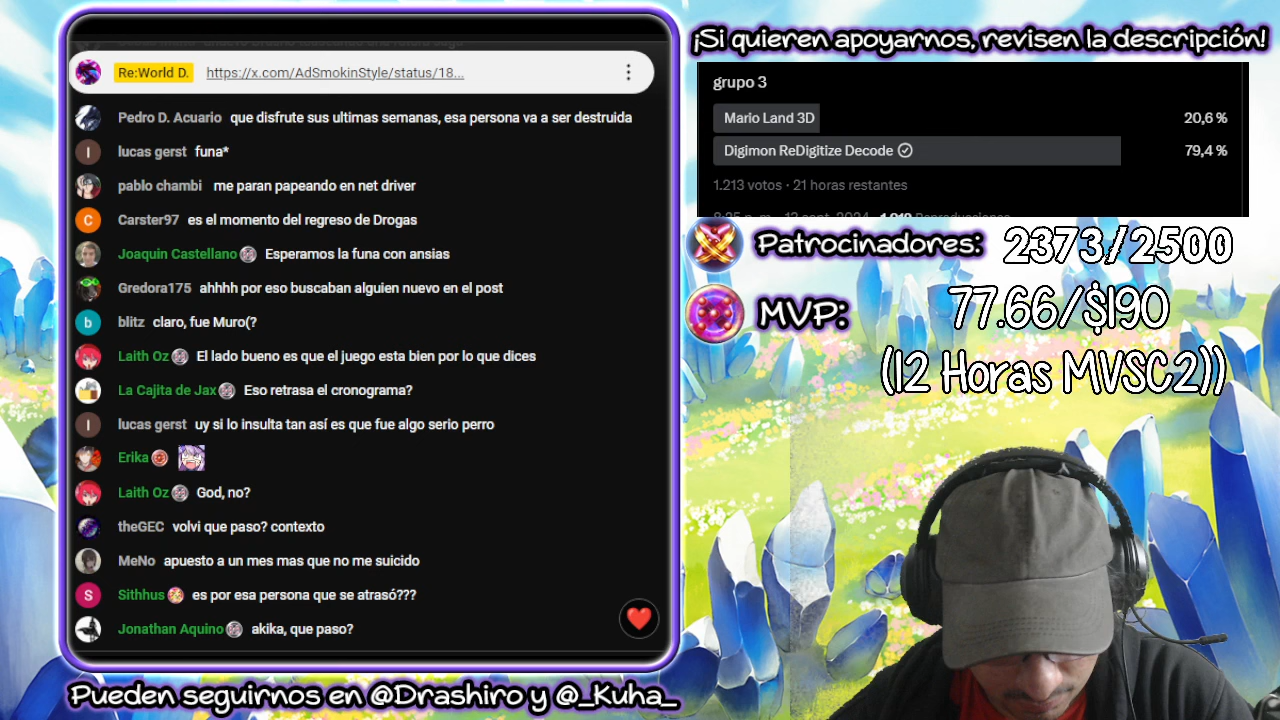 Re:World D. https://x.com/AdSmokinStyle/status/18...
Pedro D. Acuario que disfrute sus ultimas semanas, esa persona va a ser destruida
lucas gerst funa*
pablo chambi me paran papeando en net driver
Carster97 es el momento del regreso de Drogas
Joaquin Castellano Esperamos la funa con ansias
Gredora175 ahhhh por eso buscaban alguien nuevo en el post
blitz claro, fue Muro(?
Laith Oz El lado bueno es que el juego esta bien por lo que dices
La Cajita de Jax Eso retrasa el cronograma?
lucas gerst uy si lo insulta tan así es que fue algo serio perro
Erika
Laith Oz God, no?
theGEC volvi que paso? contexto
MeNo apuesto a un mes mas que no me suicido
Sithhus es por esa persona que se atrasó???
Jonathan Aquino akika, que paso?
Pueden seguirnos en @Drashiro y @_Kuha_
¡Si quieren apoyarnos, revisen la descripción!
grupo 3
Mario Land 3D 20,6 %
Digimon ReDigitize Decode 79,4 %
1.213 votos · 21 horas restantes
Patrocinadores: 2373/2500
MVP: 77.66/$190
(12 Horas MVSC2))